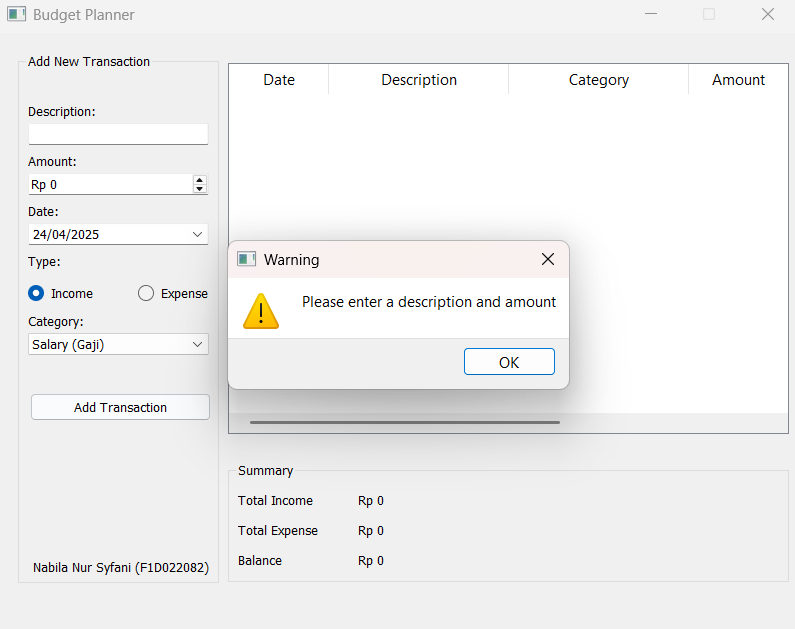 Budget Planner
Add New Transaction
Description:
Amount:
Rp 0
Date:
24/04/2025
Type:
Income Expense
Category:
Salary (Gaji)
Add Transaction
Nabila Nur Syfani (F1D022082)
Date Description Category Amount
Warning
Please enter a description and amount
OK
Summary
Total Income Rp 0
Total Expense Rp 0
Balance Rp 0